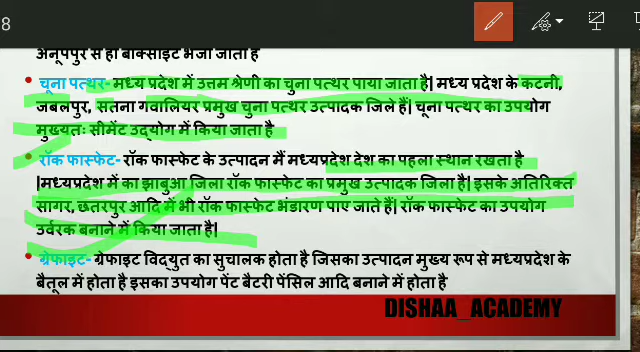 8
अनूपपुर से ही बाक्साइट भेजा जाता है
चूना पत्थर- मध्य प्रदेश में उत्तम श्रेणी का चुना पत्थर पाया जाता है| मध्य प्रदेश के कटनी,
जबलपुर, सतना गवालियर प्रमुख चुना पत्थर उत्पादक जिले हैं| चूना पत्थर का उपयोग
मुख्यतः सीमेंट उद्योग में किया जाता है
रॉक फास्फेट- रॉक फास्फेट के उत्पादन मैं मध्यप्रदेश देश का पहला स्थान रखता है
|मध्यप्रदेश में का झाबुआ जिला रॉक फास्फेट का प्रमुख उत्पादक जिला है| इसके अतिरिक्त
सागर, छतरपुर आदि में भी रॉक फास्फेट भंडारण पाए जाते हैं| रॉक फास्फेट का उपयोग
उर्वरक बनाने में किया जाता है|
ग्रेफाइट- ग्रेफाइट विद्युत का सुचालक होता है जिसका उत्पादन मुख्य रूप से मध्यप्रदेश के
बैतूल में होता है इसका उपयोग पेंट बैटरी पेंसिल आदि बनाने में होता है
DISHAA_ACADEMY